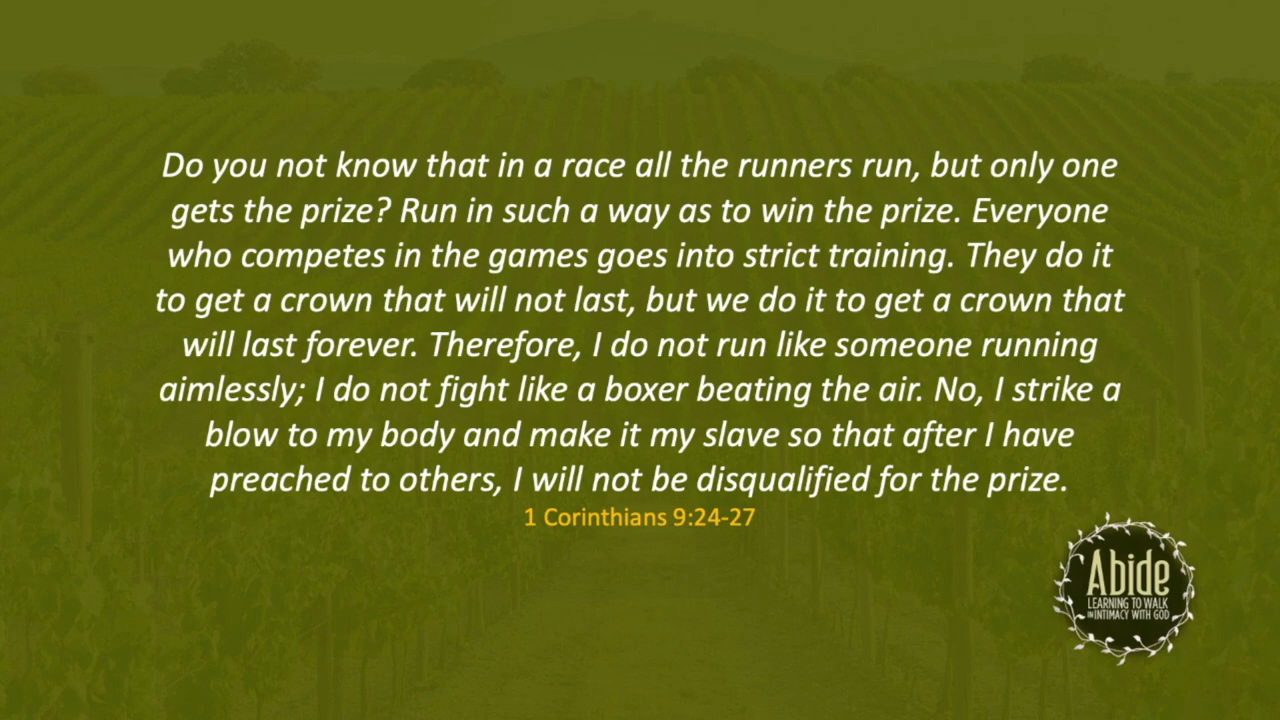 Do you not know that in a race all the runners run, but only one
gets the prize? Run in such a way as to win the prize. Everyone
who competes in the games goes into strict training. They do it
to get a crown that will not last, but we do it to get a crown that
will last forever. Therefore, I do not run like someone running
aimlessly; I do not fight like a boxer beating the air. No, I strike a
blow to my body and make it my slave so that after I have
preached to others, I will not be disqualified for the prize.
1 Corinthians 9:24-27
Abide
LEARNING TO WALK
IN INTIMACY WITH GOD